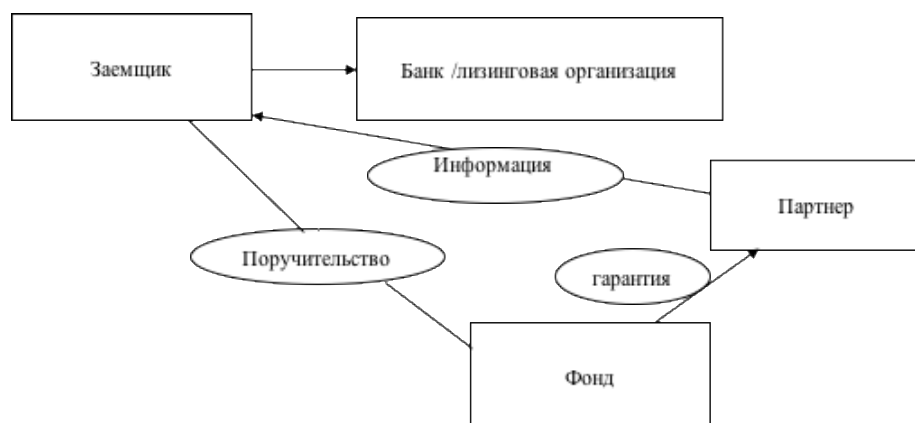 Заемщик
Банк /лизинговая организация
Информация
Партнер
Поручительство
гарантия
Фонд